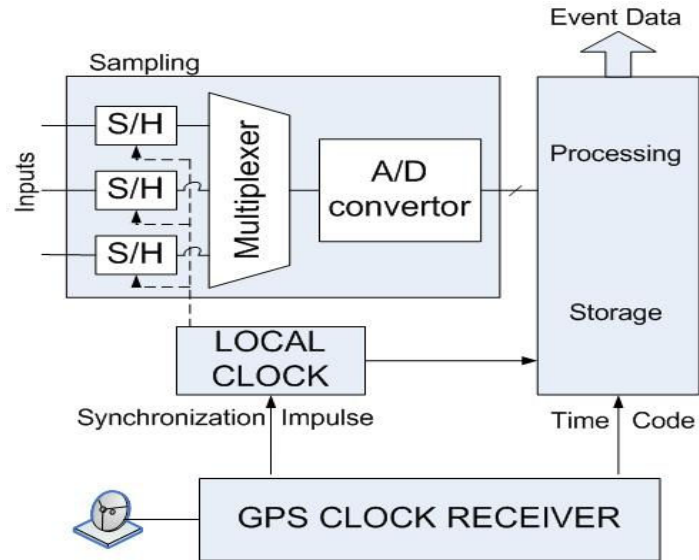 Event Data
Sampling
S/H
S/H
S/H
Inputs
Multiplexer
A/D
convertor
Processing
Storage
LOCAL
CLOCK
Synchronization Impulse
Time Code
GPS CLOCK RECEIVER